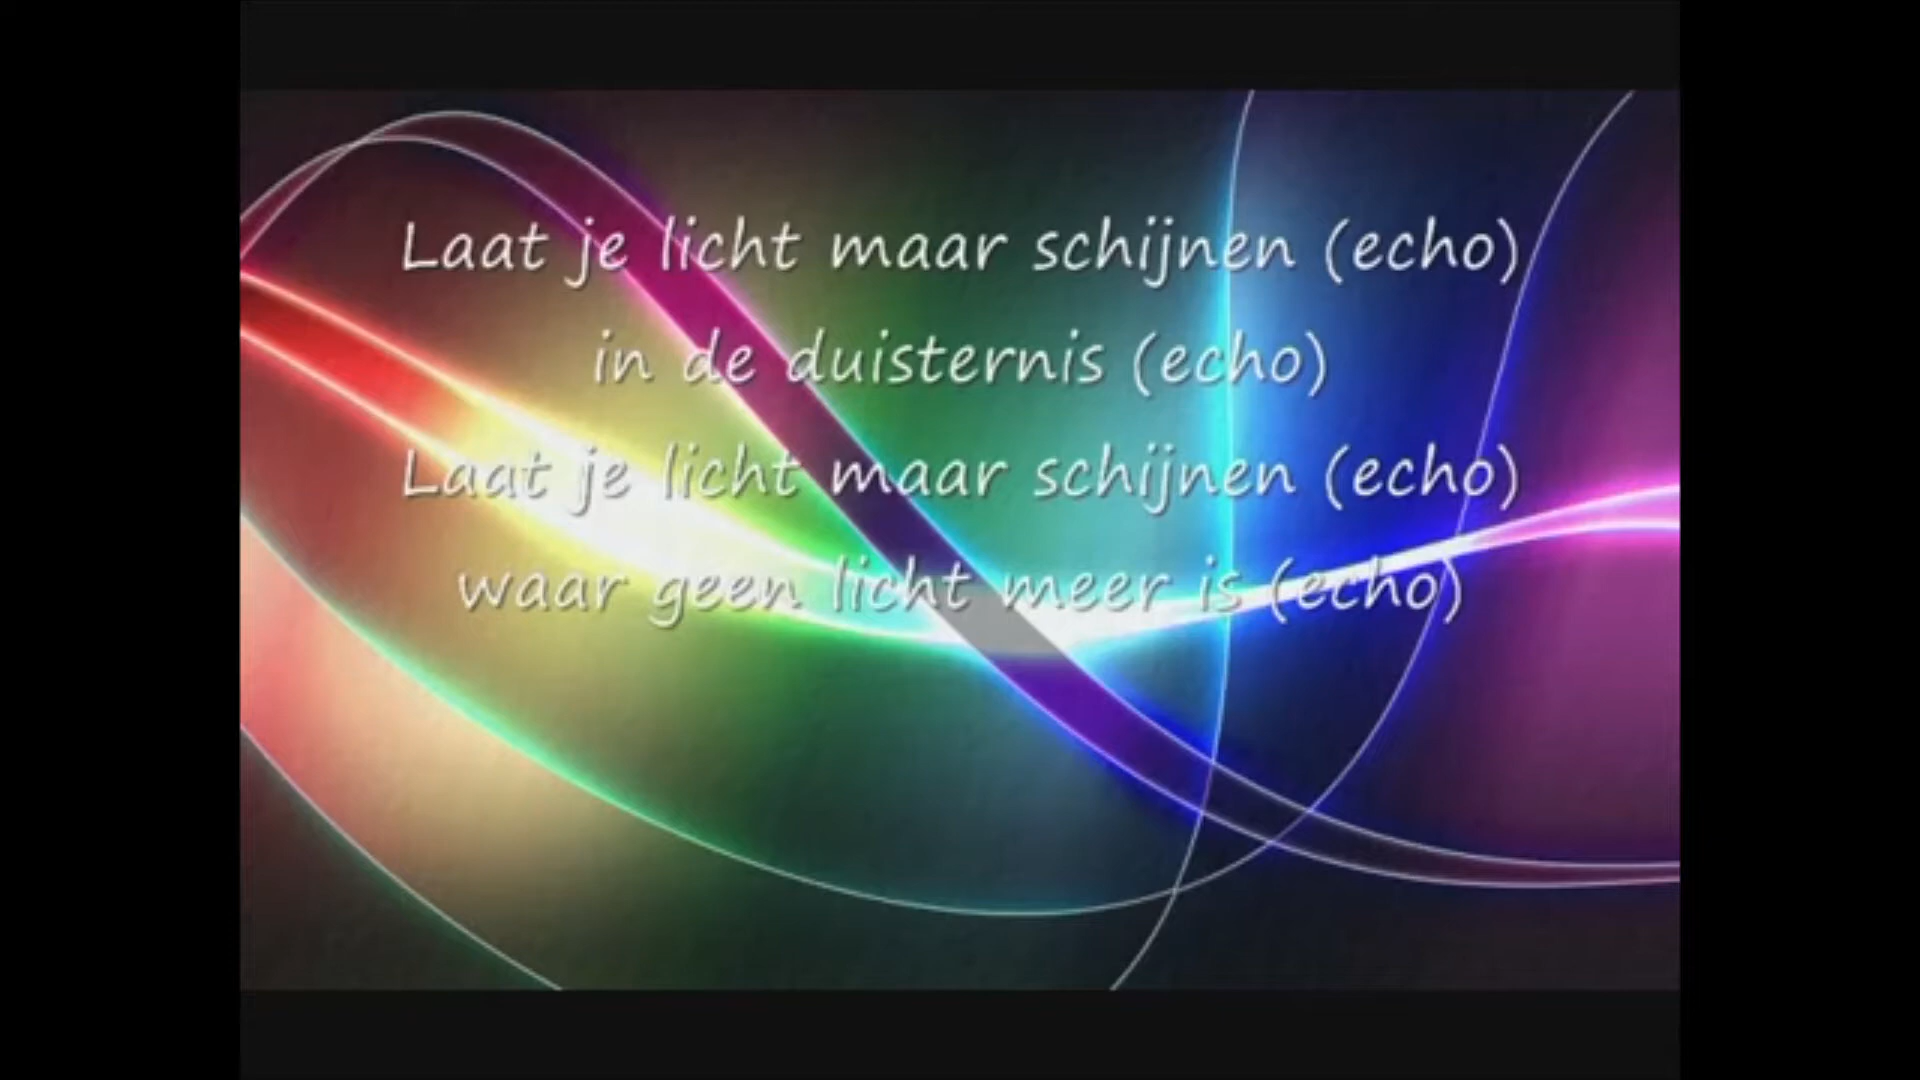 Laat je licht maar schijnen (echo)
in de duisternis (echo)
Laat je licht maar schijnen (echo)
waar geen licht meer is (echo)